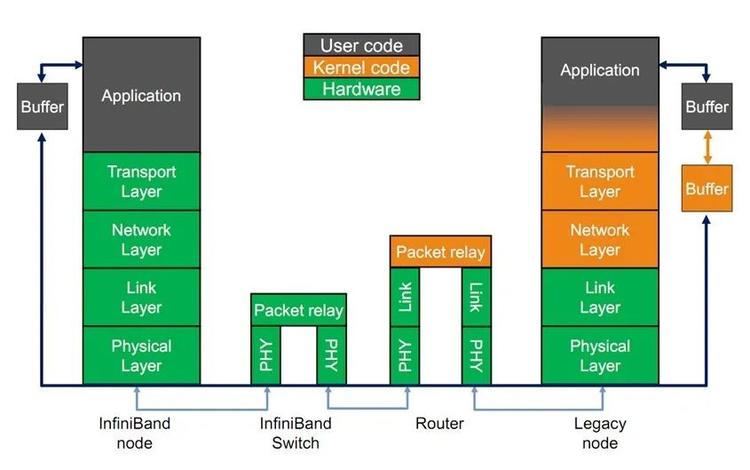 User code
Kernel code
Hardware
Buffer
Application
Transport
Layer
Network
Layer
Link
Layer
Physical
Layer
InfiniBand
node
Packet relay
PHY
PHY
InfiniBand
Switch
Packet relay
Link
Link
PHY
PHY
Router
Application
Transport
Layer
Network
Layer
Link
Layer
Physical
Layer
Legacy
node
Buffer
Buffer